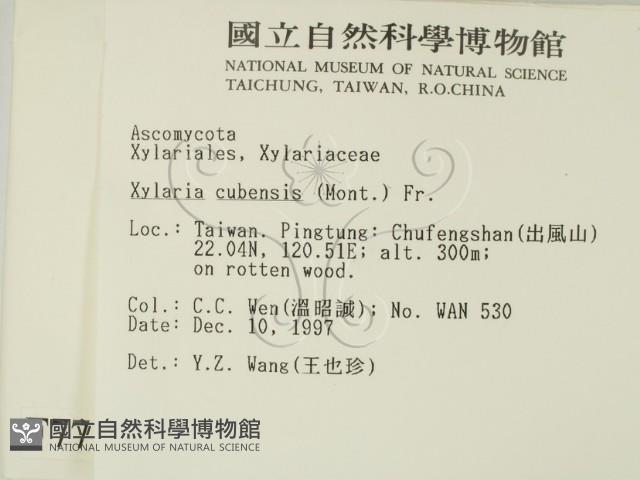 國立自然科學博物館
NATIONAL MUSEUM OF NATURAL SCIENCE
TAICHUNG, TAIWAN, R.O.CHINA
Ascomycota
Xylariales, Xylariaceae
Xylaria cubensis (Mont.) Fr.
Loc.: Taiwan. Pingtung: Chufengshan(出風山)
22.04N, 120.51E; alt. 300m;
on rotten wood.
Col.: C.C. Wen(溫昭誠); No. WAN 530
Date: Dec. 10, 1997
Det.: Y.Z. Wang(王也珍)
國立自然科學博物館
NATIONAL MUSEUM OF NATURAL SCIENCE